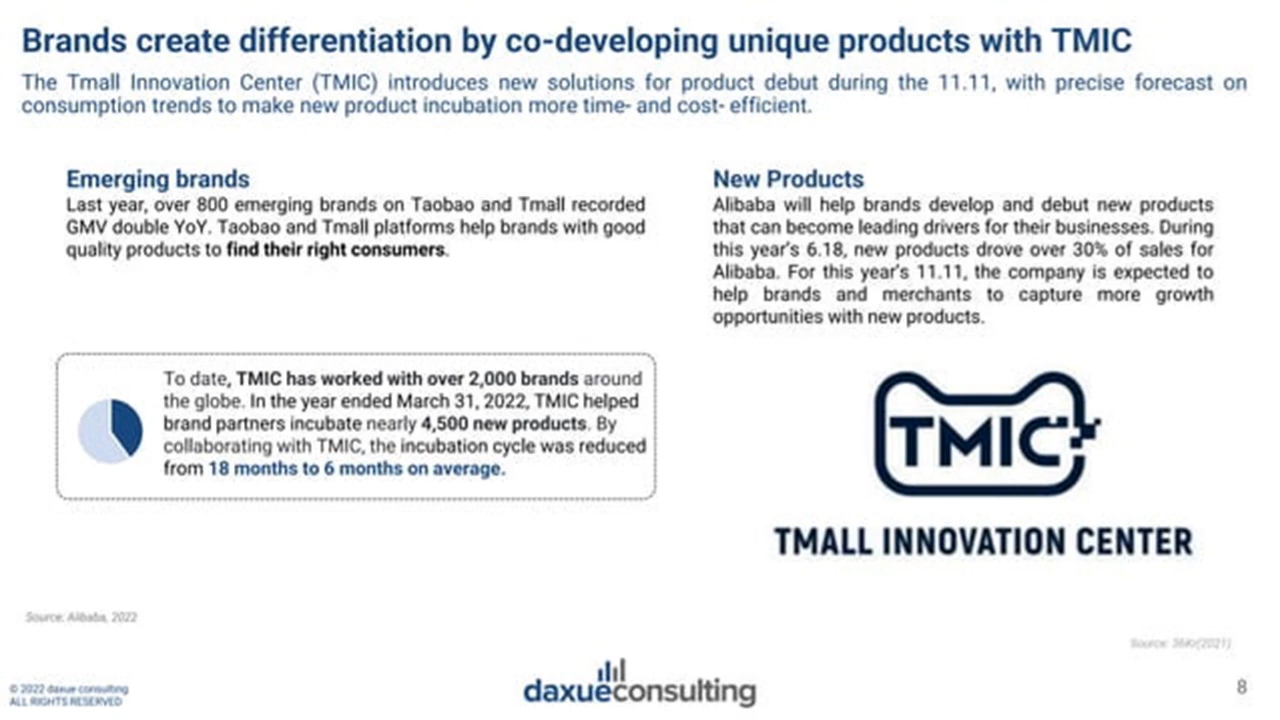 Brands create differentiation by co-developing unique products with TMIC
The Tmall Innovation Center (TMIC) introduces new solutions for product debut during the 11.11, with precise forecast on
consumption trends to make new product incubation more time- and cost- efficient.
Emerging brands
Last year, over 800 emerging brands on Taobao and Tmall recorded
GMV double YoY. Taobao and Tmall platforms help brands with good
quality products to find their right consumers.
New Products
Alibaba will help brands develop and debut new products
that can become leading drivers for their businesses. During
this year's 6.18, new products drove over 30% of sales for
Alibaba. For this year's 11.11, the company is expected to
help brands and merchants to capture more growth
opportunities with new products.
To date, TMIC has worked with over 2,000 brands around
the globe. In the year ended March 31, 2022, TMIC helped
brand partners incubate nearly 4,500 new products. By
collaborating with TMIC, the incubation cycle was reduced
from 18 months to 6 months on average.
TMIC
TMALL INNOVATION CENTER
Source: Alibaba, 2022
Source: 36Kr(2021)
© 2022 daxue consulting
ALL RIGHTS RESERVED
daxueconsulting
8